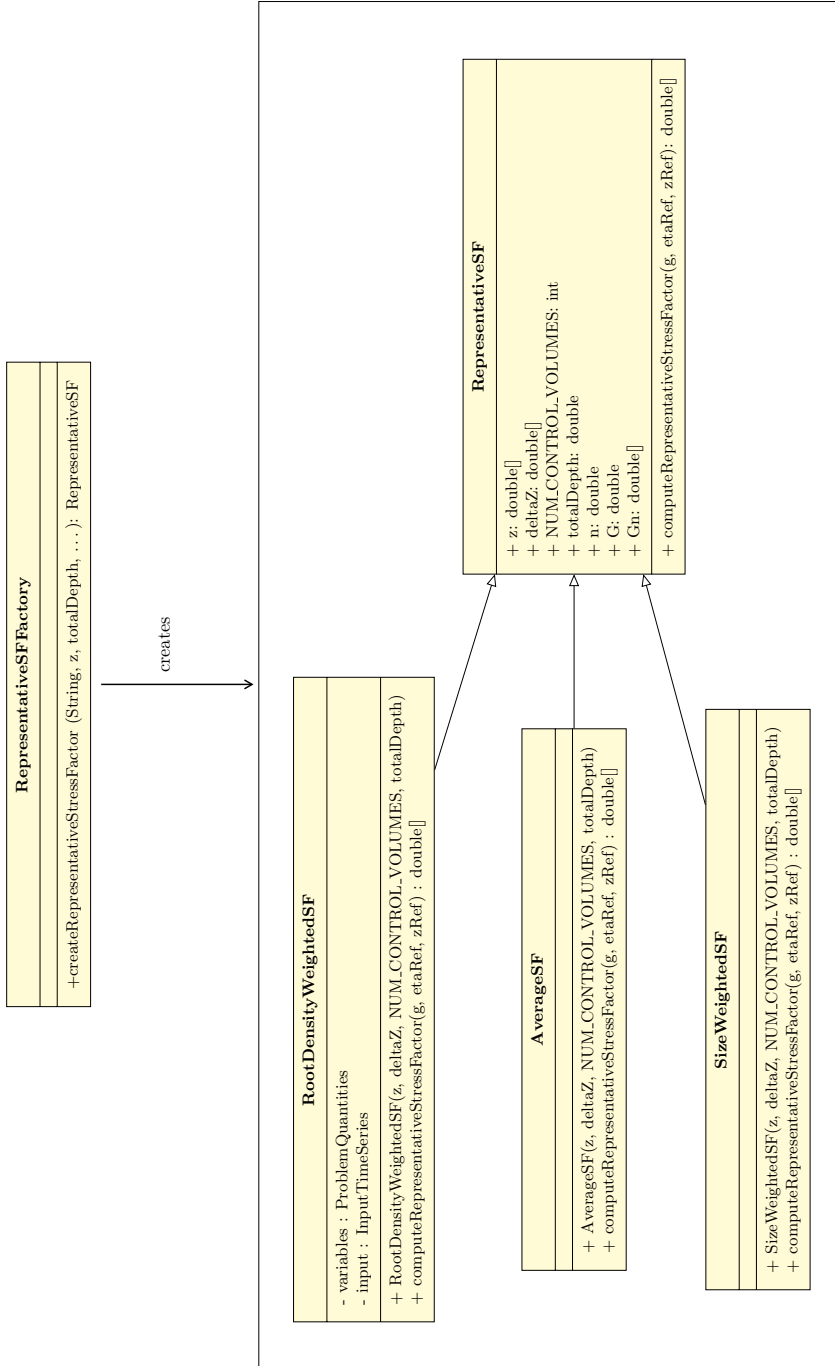 RepresentativeSFFactory
+createRepresentativeStressFactor (String, z, totalDepth, ...): RepresentativeSF
creates
RootDensityWeightedSF
- variables : ProblemQuantities
- input : InputTimeSeries
+ RootDensityWeightedSF(z, deltaZ, NUM_CONTROL_VOLUMES, totalDepth)
+ computeRepresentativeStressFactor(g, etaRef, zRef) : double[]
AverageSF
+ AverageSF(z, deltaZ, NUM_CONTROL_VOLUMES, totalDepth)
+ computeRepresentativeStressFactor(g, etaRef, zRef) : double[]
SizeWeightedSF
+ SizeWeightedSF(z, deltaZ, NUM_CONTROL_VOLUMES, totalDepth)
+ computeRepresentativeStressFactor(g, etaRef, zRef) : double[]
RepresentativeSF
+ z: double[]
+ deltaZ: double[]
+ NUM_CONTROL_VOLUMES: int
+ totalDepth: double
+ n: double
+ G: double
+ Gn: double[]
+ computeRepresentativeStressFactor(g, etaRef, zRef): double[]